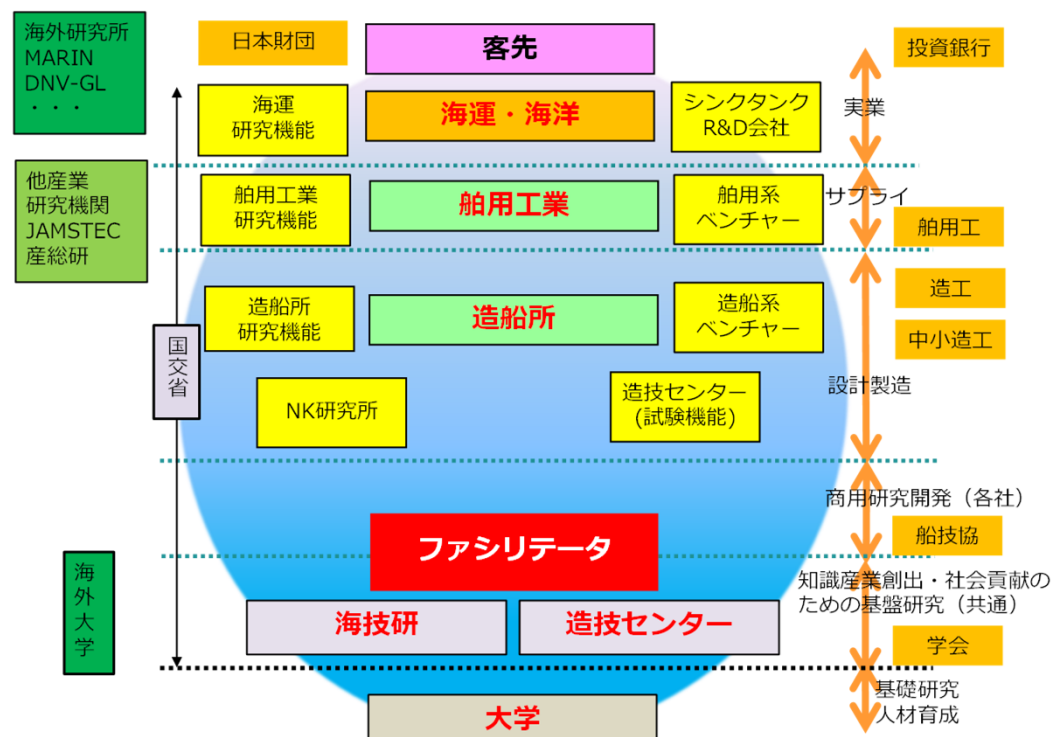 海外研究所
MARIN
DNV-GL
・・・
日本財団
客先
投資銀行
海運
研究機能
海運・海洋
シンクタンク
R&D会社
実業
他産業
研究機関
JAMSTEC
産総研
舶用工業
研究機能
舶用工業
舶用系
ベンチャー
サプライ
舶用工
造船所
研究機能
造船所
造船系
ベンチャー
造工
中小造工
国交省
設計製造
NK研究所
造技センター
(試験機能)
商用研究開発（各社）
ファシリテータ
船技協
海外大学
知識産業創出・社会貢献の
ための基盤研究（共通）
海技研
造技センター
学会
基礎研究
人材育成
大学